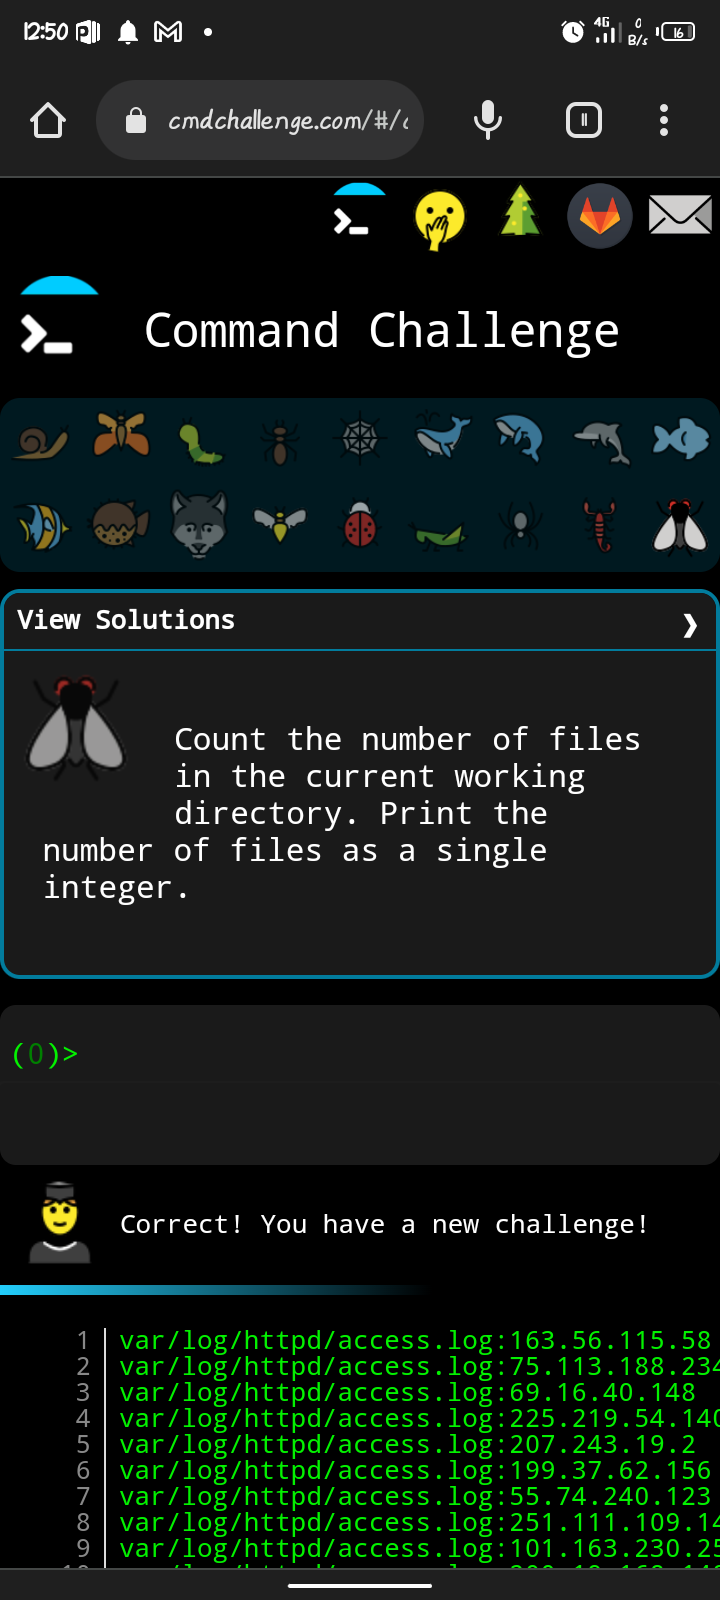 12:50
4G 0 B/s 16
cmdchallenge.com/#/c
Command Challenge
View Solutions
Count the number of files
in the current working
directory. Print the
number of files as a single
integer.
(0)>
Correct! You have a new challenge!
1 var/log/httpd/access.log:163.56.115.58
2 var/log/httpd/access.log:75.113.188.234
3 var/log/httpd/access.log:69.16.40.148
4 var/log/httpd/access.log:225.219.54.140
5 var/log/httpd/access.log:207.243.19.2
6 var/log/httpd/access.log:199.37.62.156
7 var/log/httpd/access.log:55.74.240.123
8 var/log/httpd/access.log:251.111.109.14
9 var/log/httpd/access.log:101.163.230.25